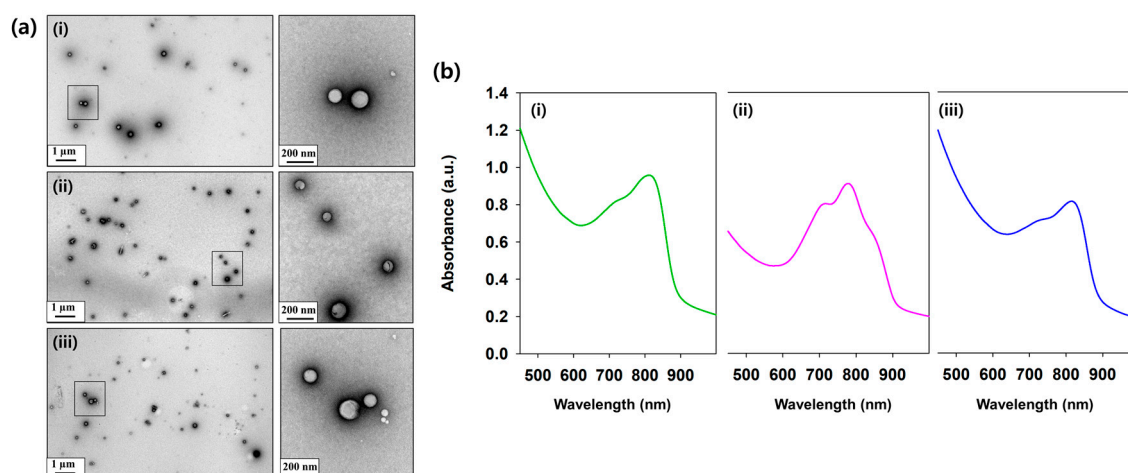 (a)
(i)
1 µm
200 nm
(ii)
1 µm
200 nm
(iii)
1 µm
200 nm
(b)
Absorbance (a.u.)
1.4
1.2
1.0
0.8
0.6
0.4
0.2
0.0
(i)
500 600 700 800 900
Wavelength (nm)
(ii)
500 600 700 800 900
Wavelength (nm)
(iii)
500 600 700 800 900
Wavelength (nm)